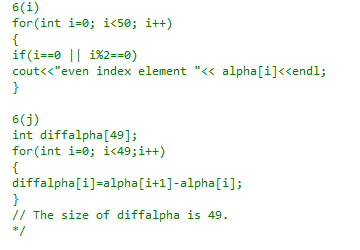 6(i)
for(int i=0; i<50; i++)
{
if(i==0 || i%2==0)
cout<<"even index element "<< alpha[i]<<endl;
}
6(j)
int diffalpha[49];
for(int i=0; i<49;i++)
{
diffalpha[i]=alpha[i+1]-alpha[i];
}
// The size of diffalpha is 49.
*/